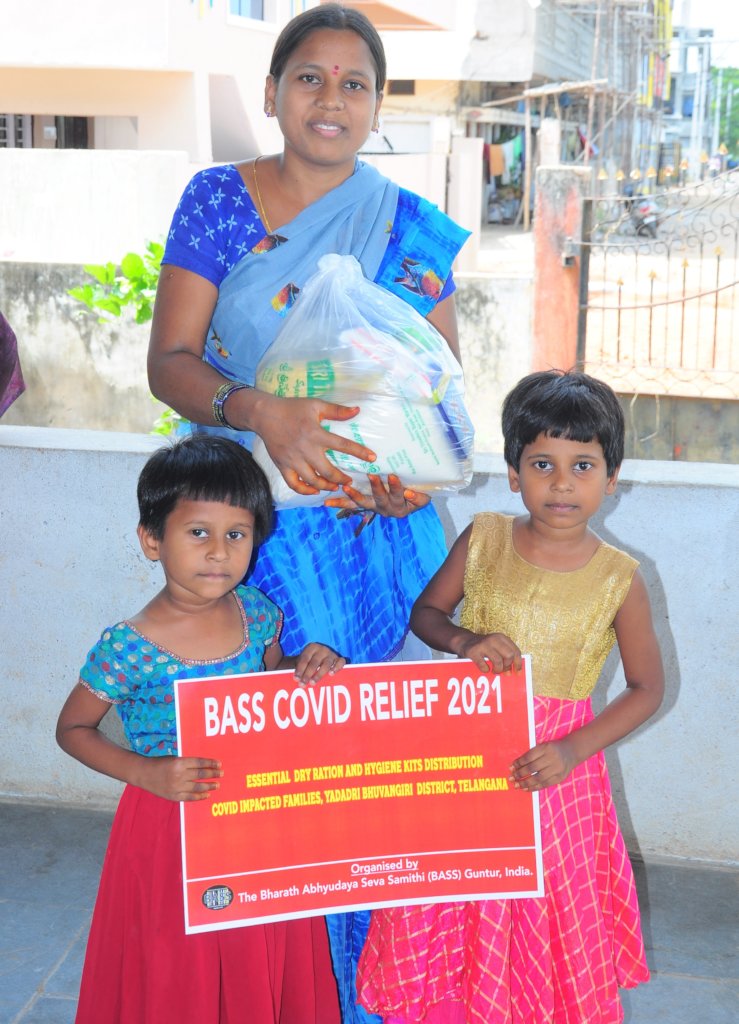 BASS COVID RELIEF 2021
ESSENTIAL DRY RATION AND HYGIENE KITS DISTRIBUTION
COVID IMPACTED FAMILIES, YADADRI BHUVANGIRI DISTRICT, TELANGANA
Organised by
The Bharath Abhyudaya Seva Samithi (BASS) Guntur, India.